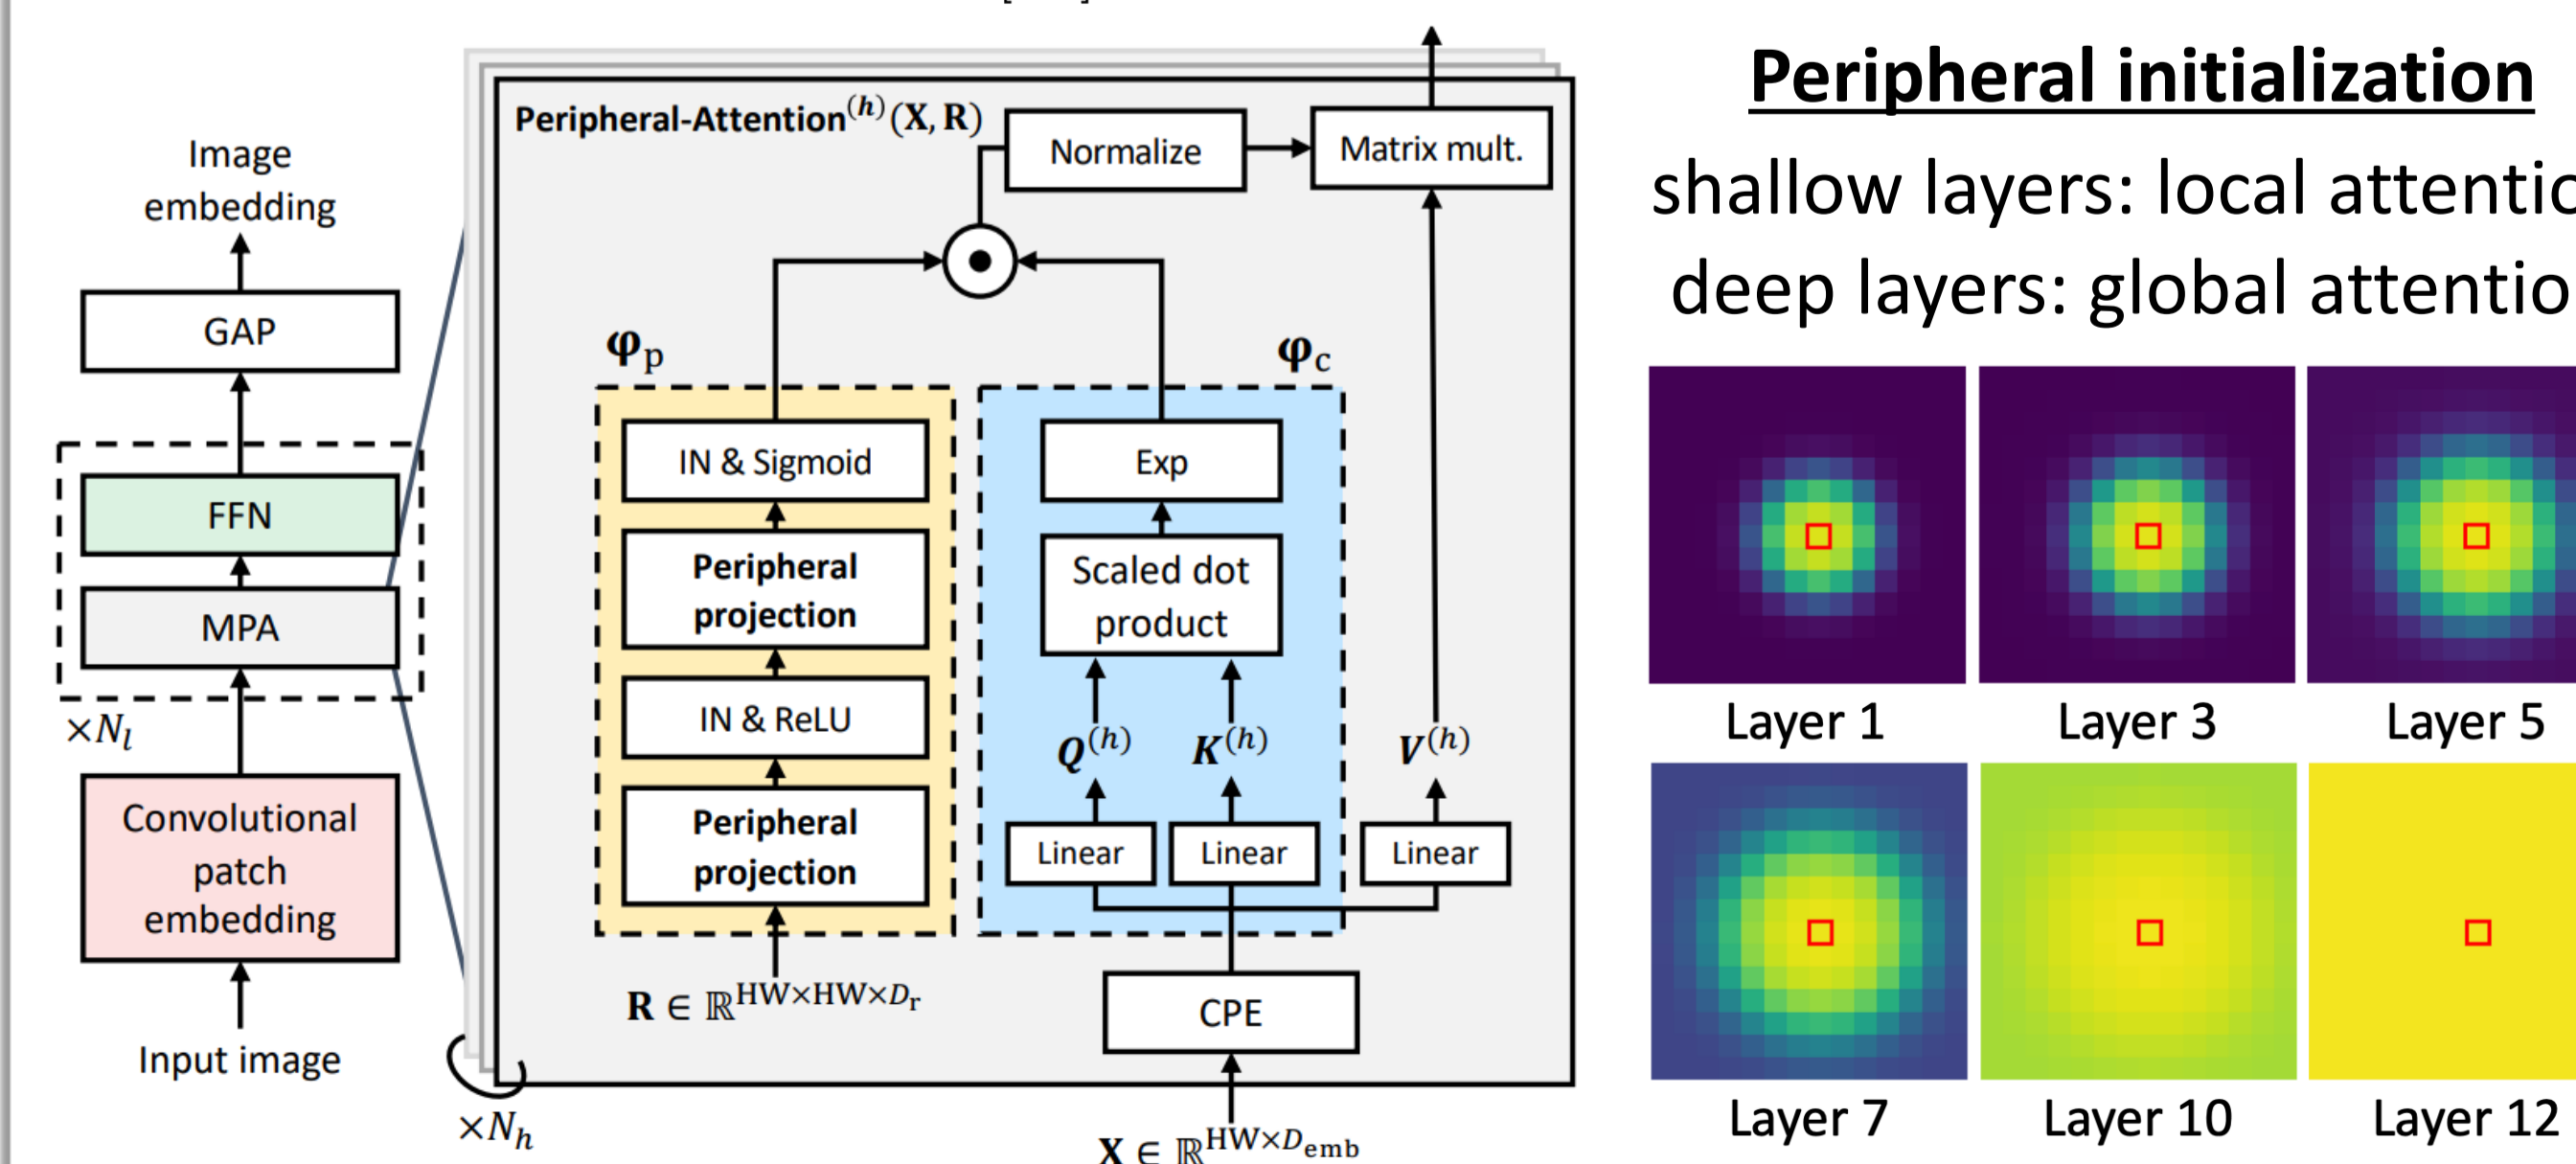 Image
embedding
GAP
FFN
MPA
×N_l
Convolutional
patch
embedding
Input image
Peripheral-Attention^(h)(X, R)
Normalize
Matrix mult.
φ_p
φ_c
IN & Sigmoid
Peripheral
projection
IN & ReLU
Peripheral
projection
R ∈ ℝ^HW×HW×D_r
Exp
Scaled dot
product
Q^(h)
K^(h)
V^(h)
Linear
Linear
Linear
CPE
X ∈ ℝ^HW×D_emb
×N_h
Peripheral initialization
shallow layers: local attentio
deep layers: global attentio
Layer 1
Layer 3
Layer 5
Layer 7
Layer 10
Layer 12